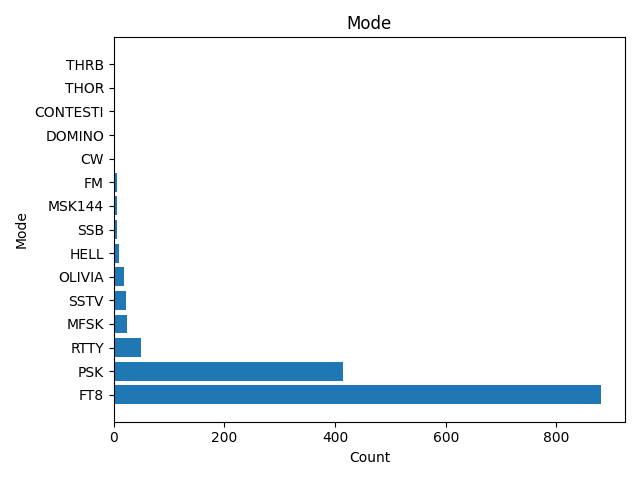 Mode
THRB
THOR
CONTESTI
DOMINO
CW
FM
MSK144
SSB
HELL
OLIVIA
SSTV
MFSK
RTTY
PSK
FT8
Mode
0 200 400 600 800
Count